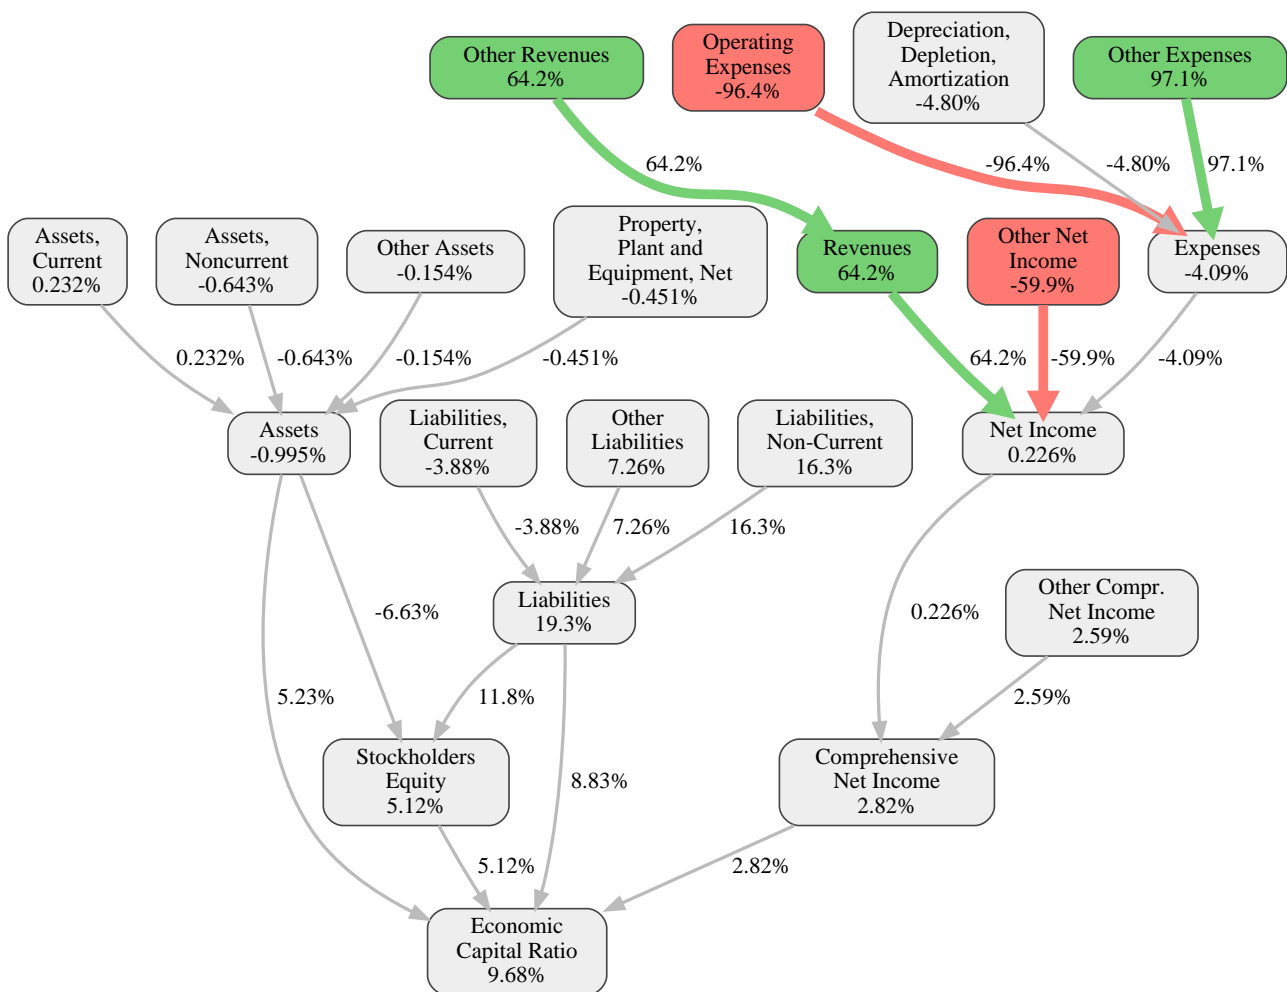 Other Revenues
64.2%
Operating
Expenses
-96.4%
Depreciation,
Depletion,
Amortization
-4.80%
Other Expenses
97.1%
64.2%
-96.4%
-4.80%
97.1%
Assets,
Current
0.232%
Assets,
Noncurrent
-0.643%
Other Assets
-0.154%
Property,
Plant and
Equipment, Net
-0.451%
Revenues
64.2%
Other Net
Income
-59.9%
Expenses
-4.09%
0.232%
-0.643%
-0.154%
-0.451%
64.2%
-59.9%
-4.09%
Assets
-0.995%
Liabilities,
Current
-3.88%
Other
Liabilities
7.26%
Liabilities,
Non-Current
16.3%
Net Income
0.226%
-3.88%
7.26%
16.3%
Liabilities
19.3%
-6.63%
0.226%
Other Compr.
Net Income
2.59%
5.23%
11.8%
2.59%
Stockholders
Equity
5.12%
8.83%
Comprehensive
Net Income
2.82%
5.12%
2.82%
Economic
Capital Ratio
9.68%